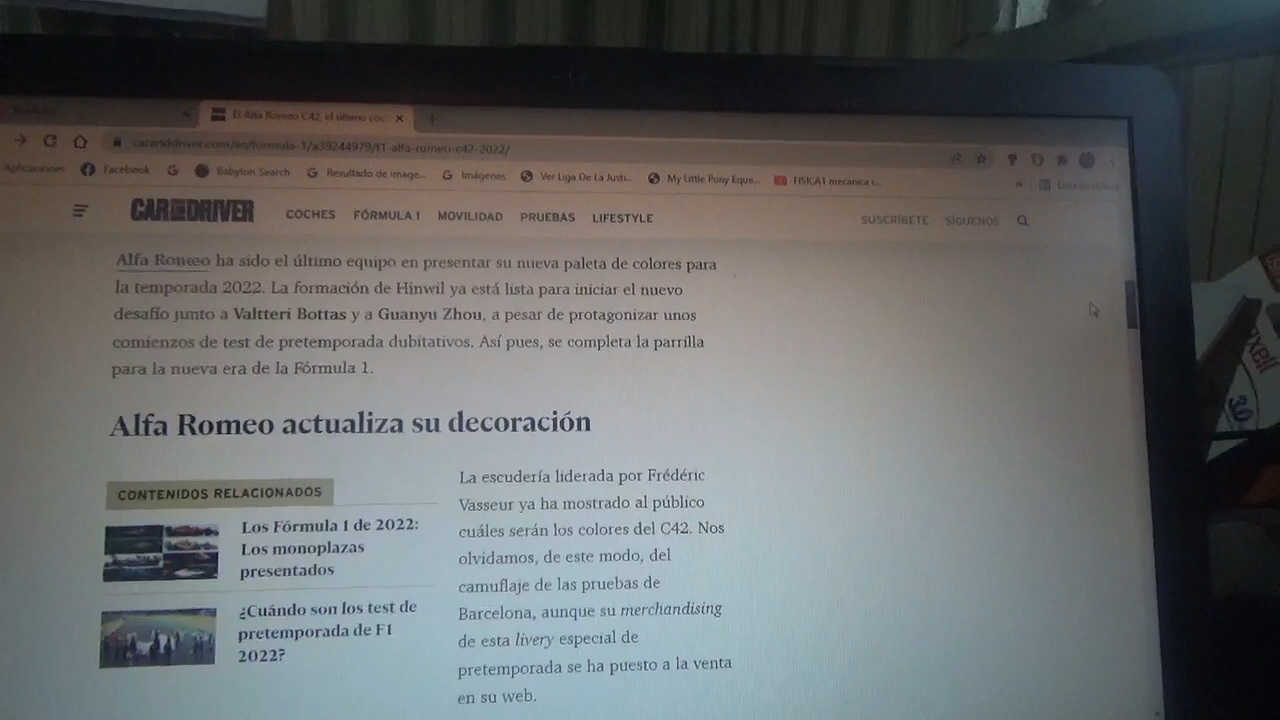 El Alfa Romeo C42, el último coc
caranddriver.com/es/formula-1/a39244979/f1-alfa-romeo-c42-2022/
Aplicaciones Facebook Babylon Search Resultado de image... Imágenes Ver Liga De La Justi... My Little Pony Eque... FISICA1 mecanica c...
CAR AND DRIVER COCHES FÓRMULA 1 MOVILIDAD PRUEBAS LIFESTYLE SUSCRÍBETE SÍGUENOS
Alfa Romeo ha sido el último equipo en presentar su nueva paleta de colores para
la temporada 2022. La formación de Hinwil ya está lista para iniciar el nuevo
desafío junto a Valtteri Bottas y a Guanyu Zhou, a pesar de protagonizar unos
comienzos de test de pretemporada dubitativos. Así pues, se completa la parrilla
para la nueva era de la Fórmula 1.
Alfa Romeo actualiza su decoración
CONTENIDOS RELACIONADOS
Los Fórmula 1 de 2022:
Los monoplazas
presentados
¿Cuándo son los test de
pretemporada de F1
2022?
La escudería liderada por Frédéric
Vasseur ya ha mostrado al público
cuáles serán los colores del C42. Nos
olvidamos, de este modo, del
camuflaje de las pruebas de
Barcelona, aunque su merchandising
de esta livery especial de
pretemporada se ha puesto a la venta
en su web.